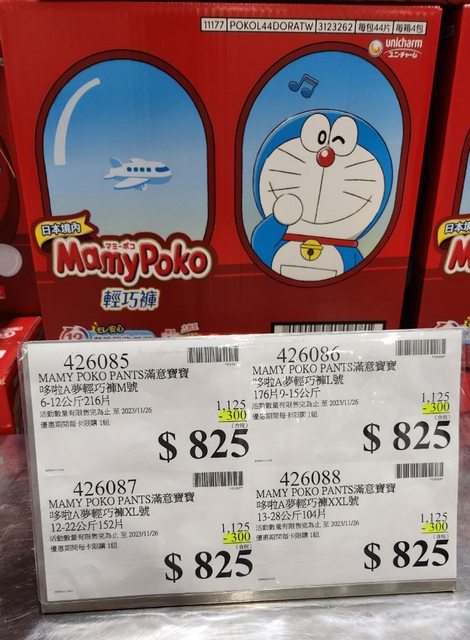 11177 POKOL44DORATW 3123262 每包44片 每箱4包
unicharm
ユニ・チャーム
日本境內
マミーポコ
MamyPoko
輕巧褲
426085
MAMY POKO PANTS滿意寶寶
哆啦A夢輕巧褲M號
6-12公斤216片
活動數量有限售完為止 至 2023/11/26
優惠期間每卡限購 1組
1,125
- 300
(含稅)
$ 825
426086
MAMY POKO PANTS滿意寶寶
哆啦A夢輕巧褲L號
176片9-15公斤
活動數量有限售完為止 至 2023/11/26
優惠期間每卡限購 1組
1,125
- 300
(含稅)
$ 825
426087
MAMY POKO PANTS滿意寶寶
哆啦A夢輕巧褲XL號
12-22公斤152片
活動數量有限售完為止 至 2023/11/26
優惠期間每卡限購 1組
1,125
- 300
(含稅)
$ 825
426088
MAMY POKO PANTS滿意寶寶
哆啦A夢輕巧褲XXL號
13-28公斤104片
活動數量有限售完為止 至 2023/11/26
優惠期間每卡限購 1組
1,125
- 300
(含稅)
$ 825